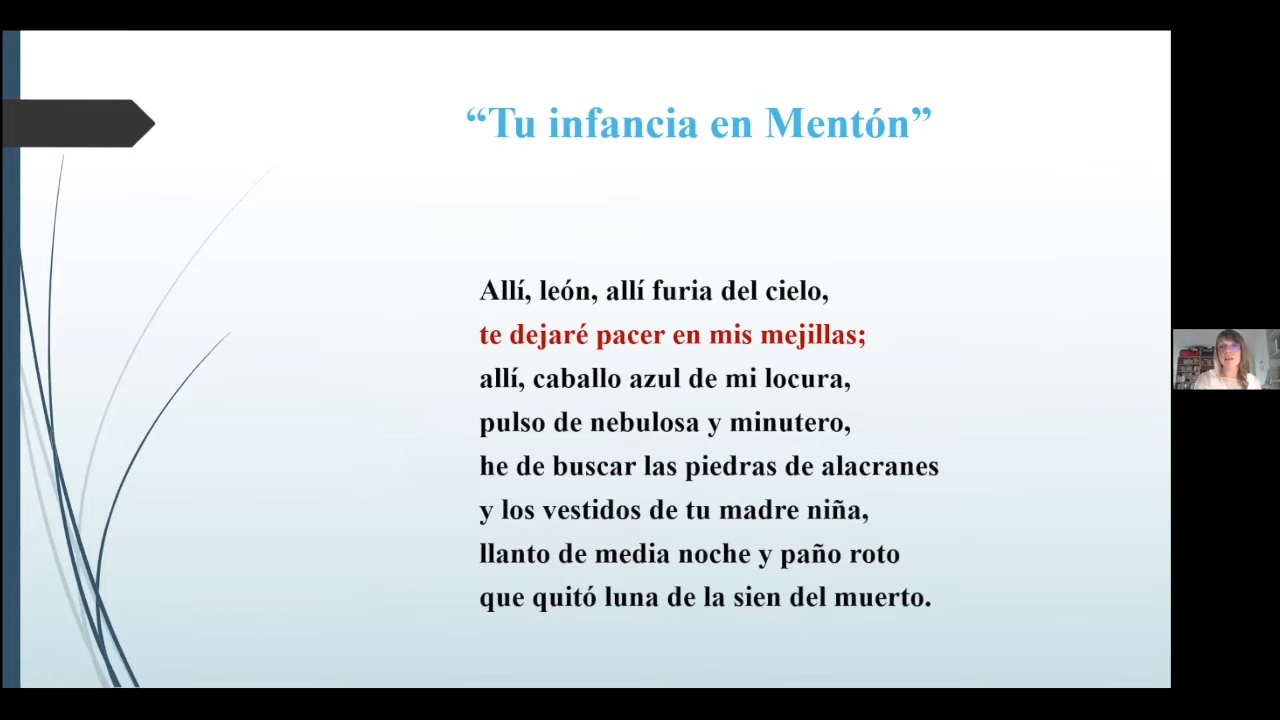 “Tu infancia en Mentón”
Allí, león, allí furia del cielo,
te dejaré pacer en mis mejillas;
allí, caballo azul de mi locura,
pulso de nebulosa y minutero,
he de buscar las piedras de alacranes
y los vestidos de tu madre niña,
llanto de media noche y paño roto
que quitó luna de la sien del muerto.